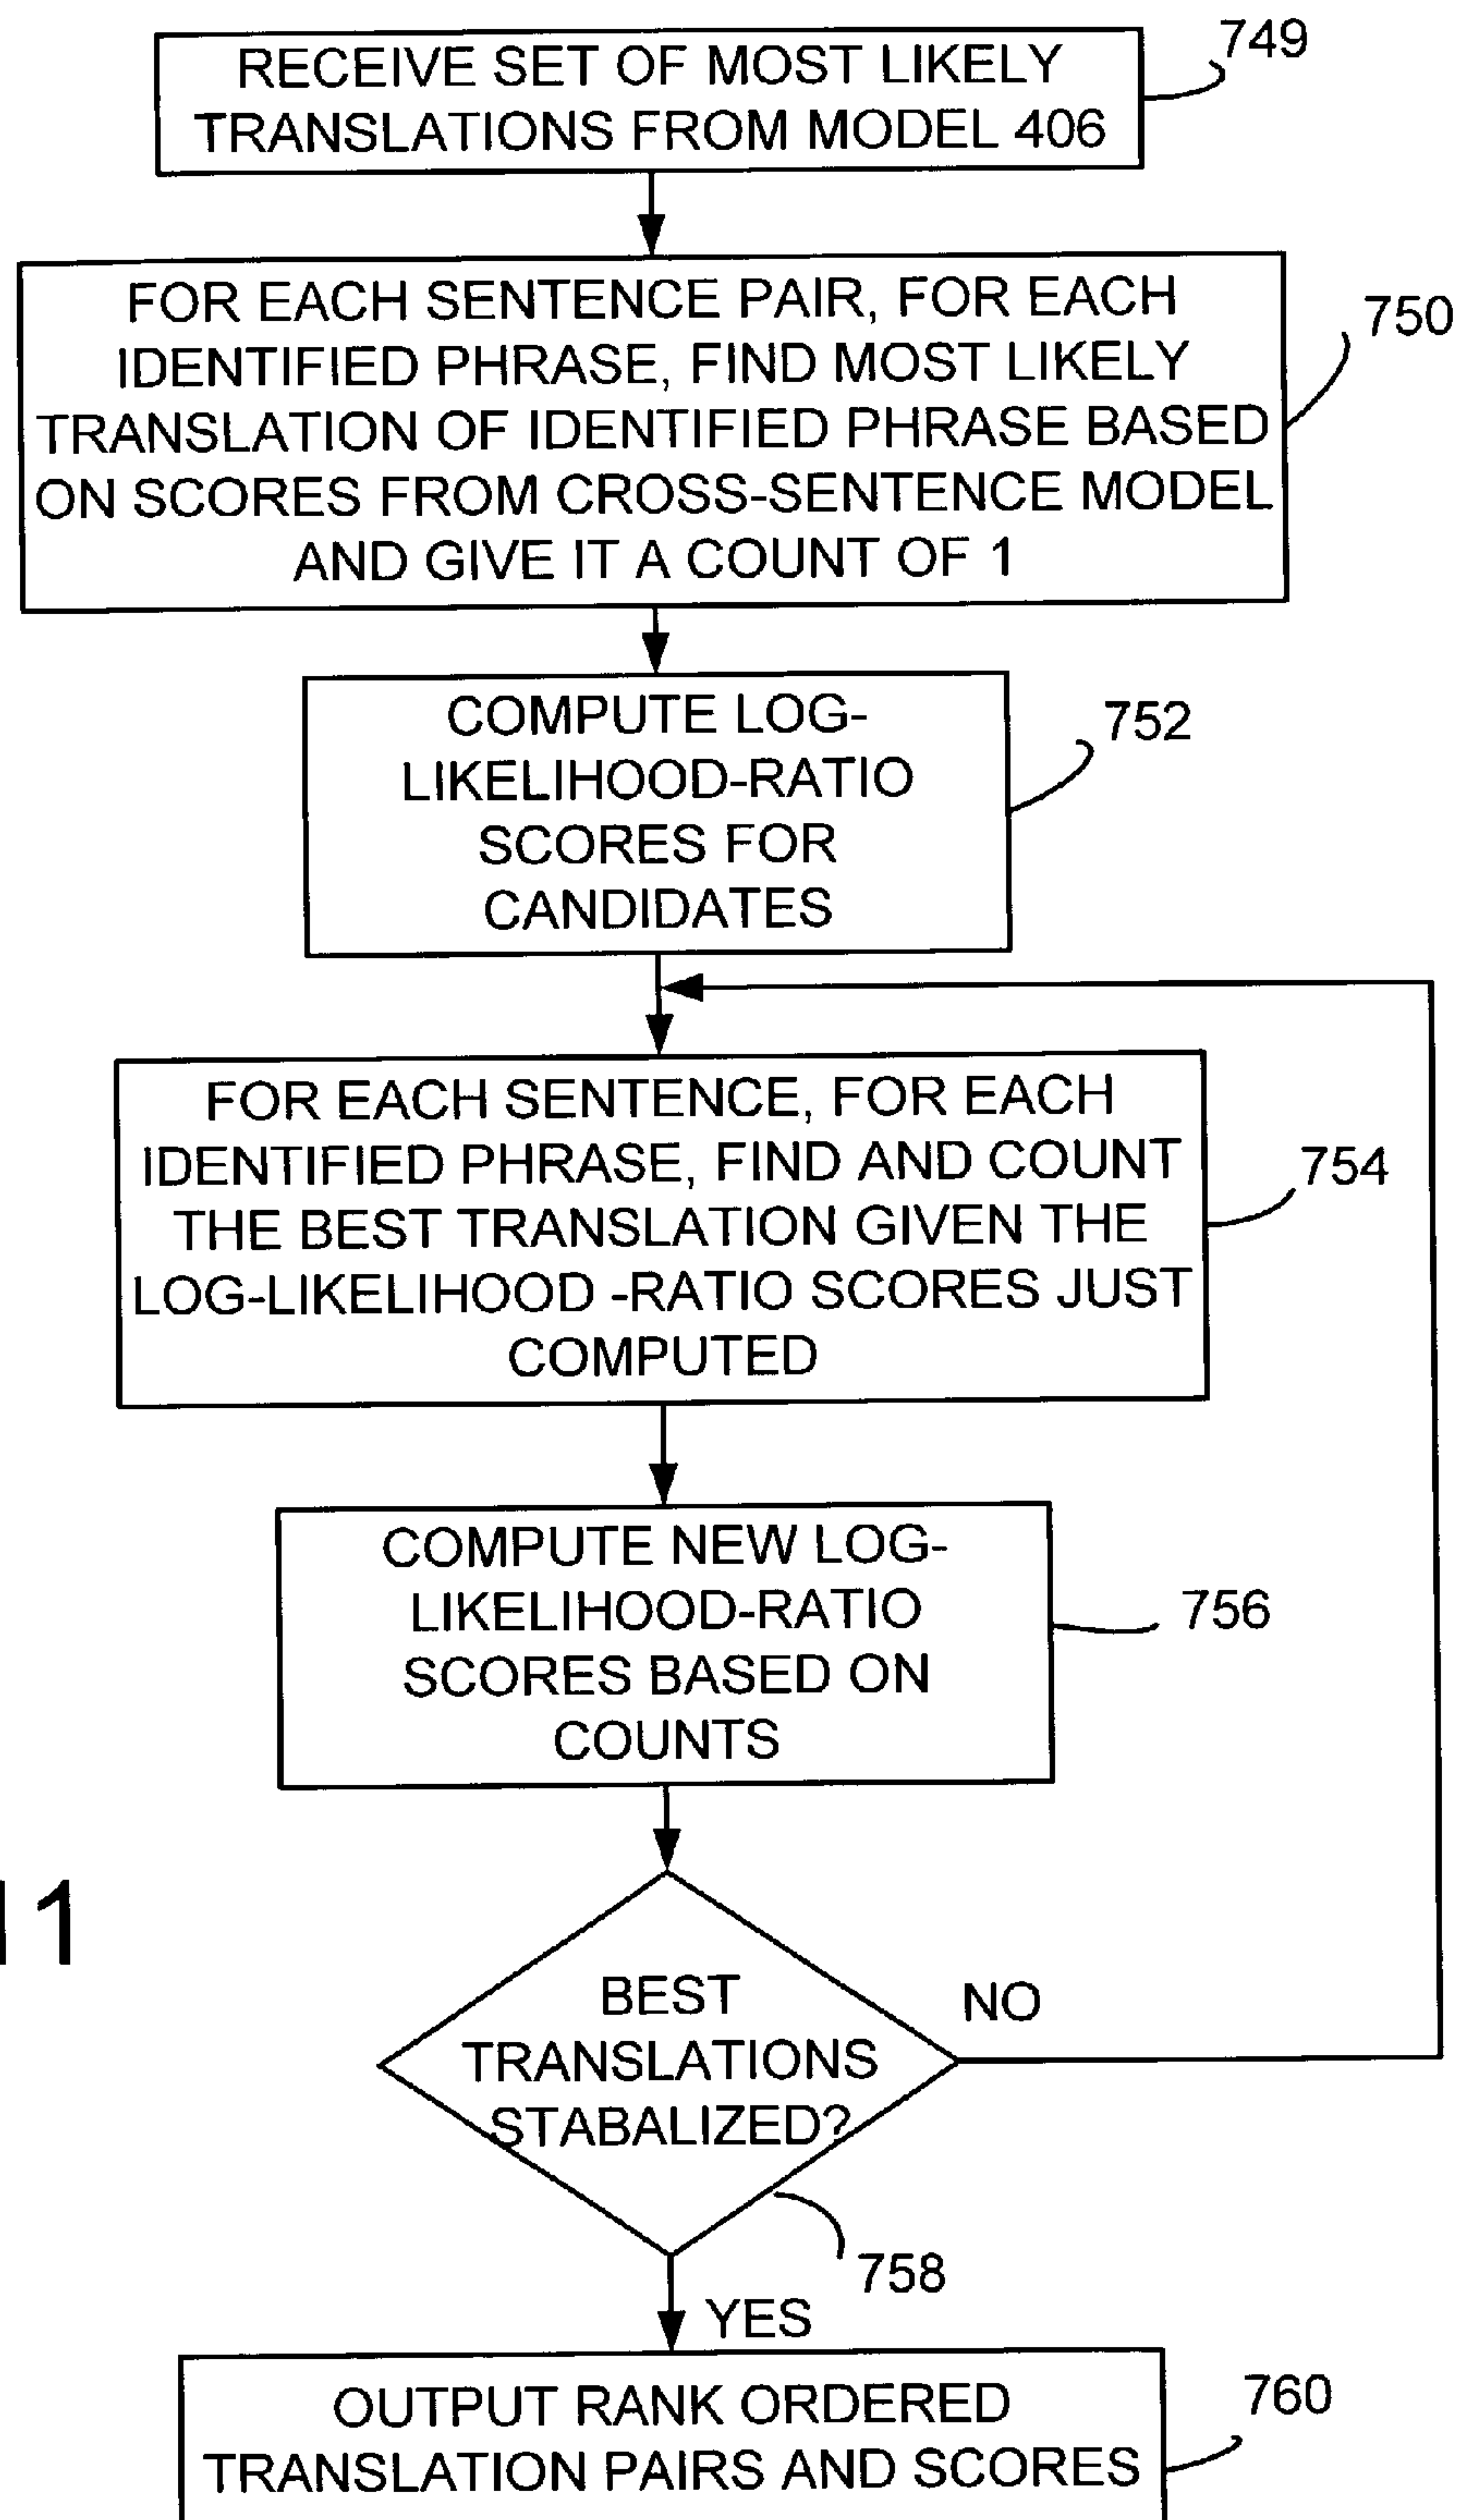 RECEIVE SET OF MOST LIKELY
TRANSLATIONS FROM MODEL 406
749
FOR EACH SENTENCE PAIR, FOR EACH
IDENTIFIED PHRASE, FIND MOST LIKELY
TRANSLATION OF IDENTIFIED PHRASE BASED
ON SCORES FROM CROSS-SENTENCE MODEL
AND GIVE IT A COUNT OF 1
750
COMPUTE LOG-
LIKELIHOOD-RATIO
SCORES FOR
CANDIDATES
752
FOR EACH SENTENCE, FOR EACH
IDENTIFIED PHRASE, FIND AND COUNT
THE BEST TRANSLATION GIVEN THE
LOG-LIKELIHOOD -RATIO SCORES JUST
COMPUTED
754
COMPUTE NEW LOG-
LIKELIHOOD-RATIO
SCORES BASED ON
COUNTS
756
11
BEST
TRANSLATIONS
STABALIZED?
NO
758
YES
OUTPUT RANK ORDERED
TRANSLATION PAIRS AND SCORES
760